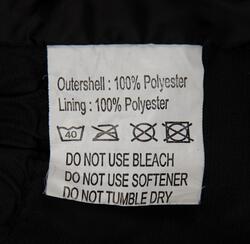 Outershell : 100% Polyester
Lining : 100% Polyester
40
DO NOT USE BLEACH
DO NOT USE SOFTENER
DO NOT TUMBLE DRY